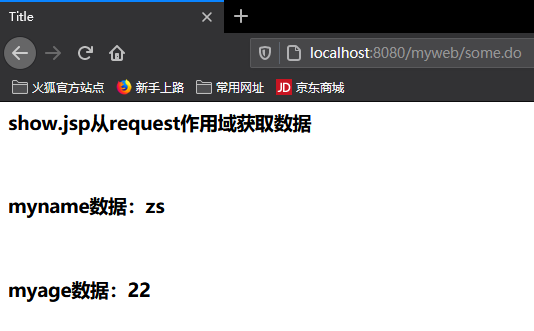 Title
localhost:8080/myweb/some.do
火狐官方站点 新手上路 常用网址 JD 京东商城
show.jsp从request作用域获取数据
myname数据：zs
myage数据：22